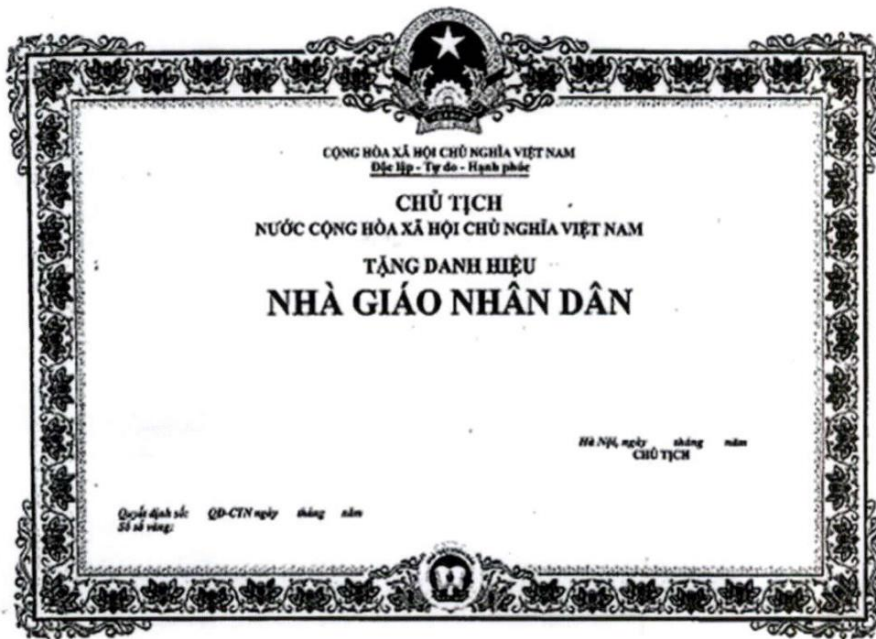 CỘNG HÒA XÃ HỘI CHỦ NGHĨA VIỆT NAM
Độc lập - Tự do - Hạnh phúc
CHỦ TỊCH
NƯỚC CỘNG HÒA XÃ HỘI CHỦ NGHĨA VIỆT NAM
TẶNG DANH HIỆU
NHÀ GIÁO NHÂN DÂN
Hà Nội, ngày tháng năm
CHỦ TỊCH
Quyết định số: QĐ-CTN ngày tháng năm
Số sổ vàng: